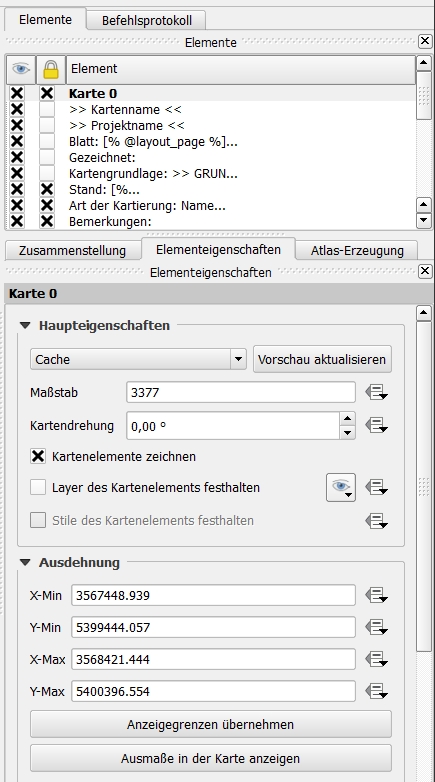 Elemente Befehlsprotokoll
Elemente
Element
Karte 0
>> Kartenname <<
>> Projektname <<
Blatt: [% @layout_page %]...
Gezeichnet:
Kartengrundlage: >> GRUN...
Stand: [%...
Art der Kartierung: Name...
Bemerkungen:
Zusammenstellung Elementeigenschaften Atlas-Erzeugung
Elementeigenschaften
Karte 0
Haupteigenschaften
Cache Vorschau aktualisieren
Maßstab 3377
Kartendrehung 0,00 º
Kartenelemente zeichnen
Layer des Kartenelements festhalten
Stile des Kartenelements festhalten
Ausdehnung
X-Min 3567448.939
Y-Min 5399444.057
X-Max 3568421.444
Y-Max 5400396.554
Anzeigegrenzen übernehmen
Ausmaße in der Karte anzeigen